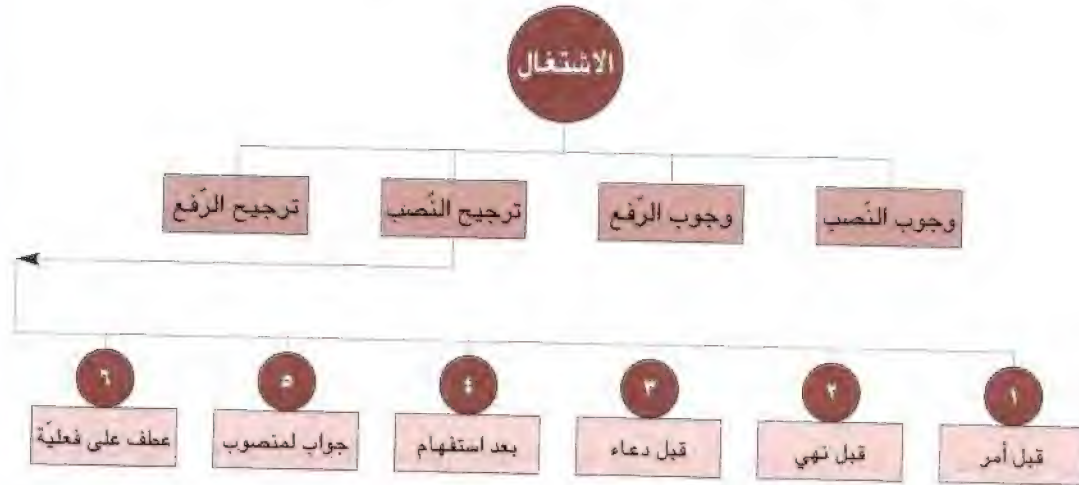 الاشتغال
وجوب النّصب
وجوب الرّفع
ترجيح النّصب
ترجيح الرّفع
١
٢
٣
٤
٥
٦
قبل أمر
قبل نهي
قبل دعاء
بعد استفهام
جواب لمنصوب
عطف على فعليّة